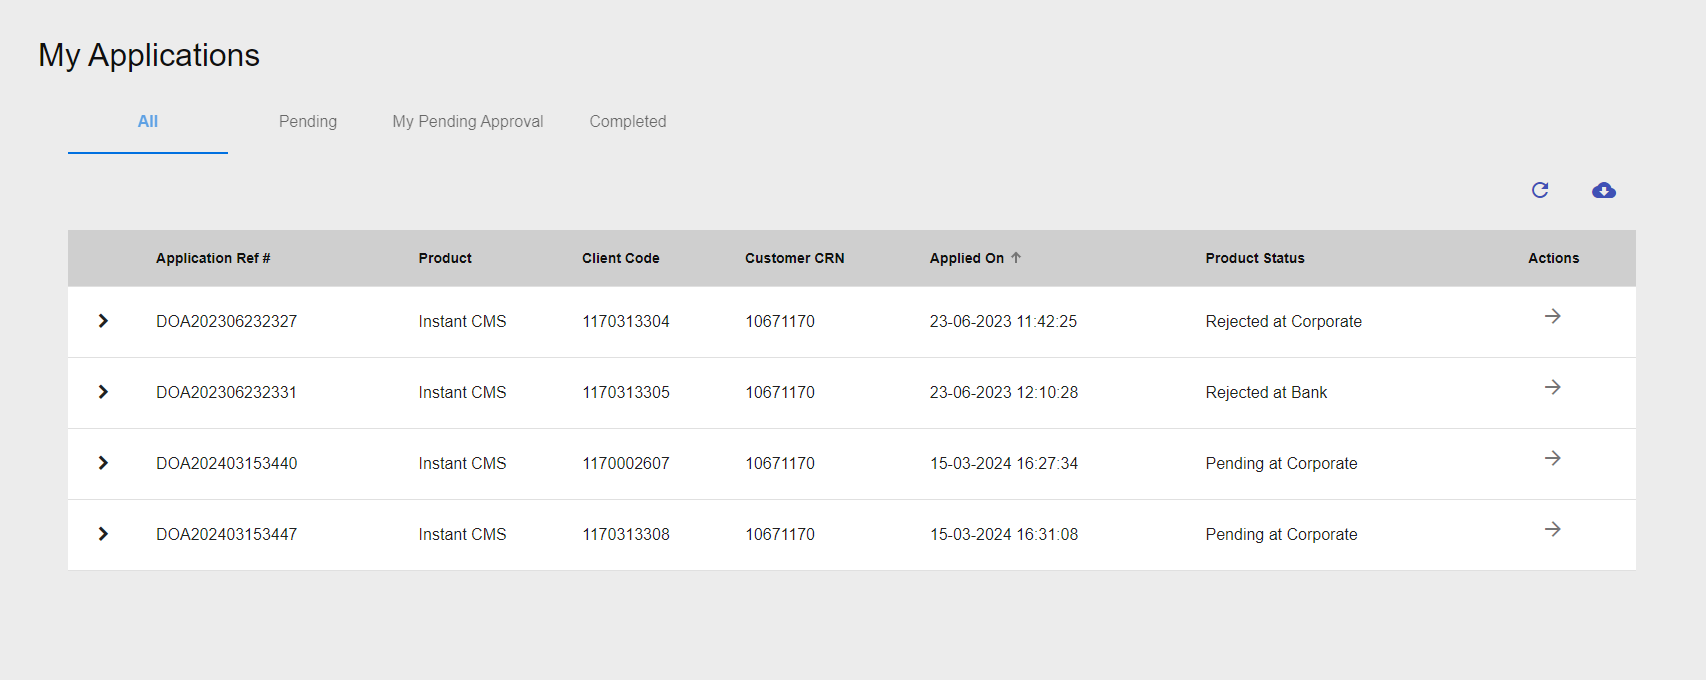 My Applications
All Pending My Pending Approval Completed
Application Ref # Product Client Code Customer CRN Applied On Product Status Actions
DOA202306232327 Instant CMS 1170313304 10671170 23-06-2023 11:42:25 Rejected at Corporate
DOA202306232331 Instant CMS 1170313305 10671170 23-06-2023 12:10:28 Rejected at Bank
DOA202403153440 Instant CMS 1170002607 10671170 15-03-2024 16:27:34 Pending at Corporate
DOA202403153447 Instant CMS 1170313308 10671170 15-03-2024 16:31:08 Pending at Corporate